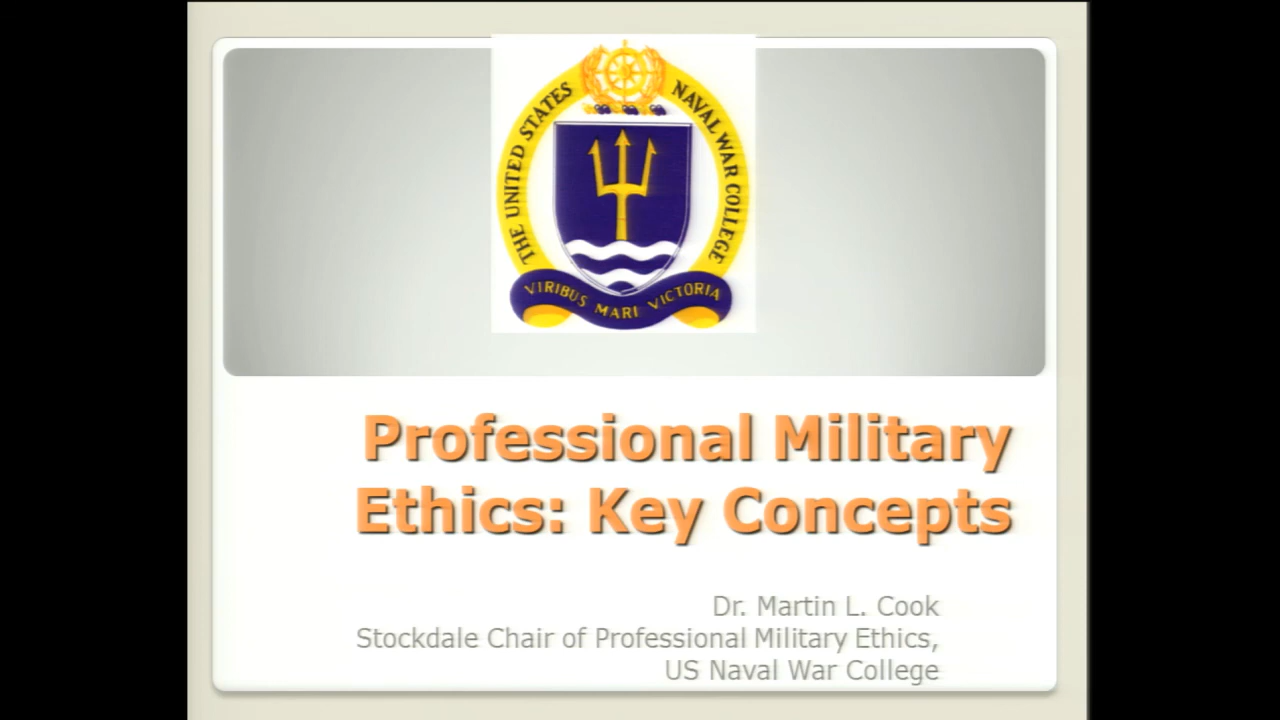 THE UNITED STATES NAVAL WAR COLLEGE
VIRIBUS MARI VICTORIA
Professional Military
Ethics: Key Concepts
Dr. Martin L. Cook
Stockdale Chair of Professional Military Ethics,
US Naval War College